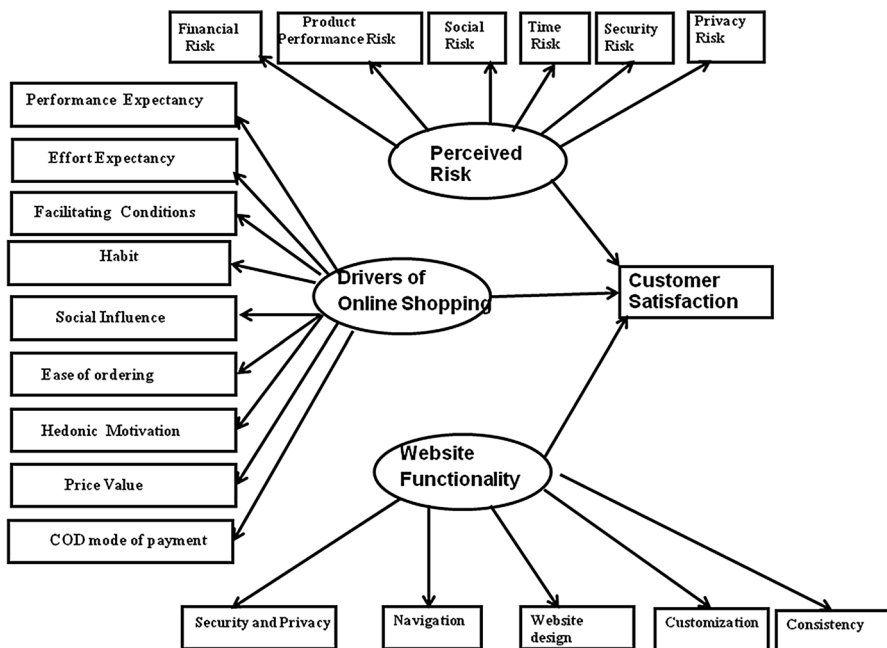 Financial
Risk
Product
Performance Risk
Social
Risk
Time
Risk
Security
Risk
Privacy
Risk
Performance Expectancy
Effort Expectancy
Facilitating Conditions
Habit
Social Influence
Ease of ordering
Hedonic Motivation
Price Value
COD mode of payment
Perceived
Risk
Drivers of
Online Shopping
Customer
Satisfaction
Website
Functionality
Security and Privacy
Navigation
Website
design
Customization
Consistency